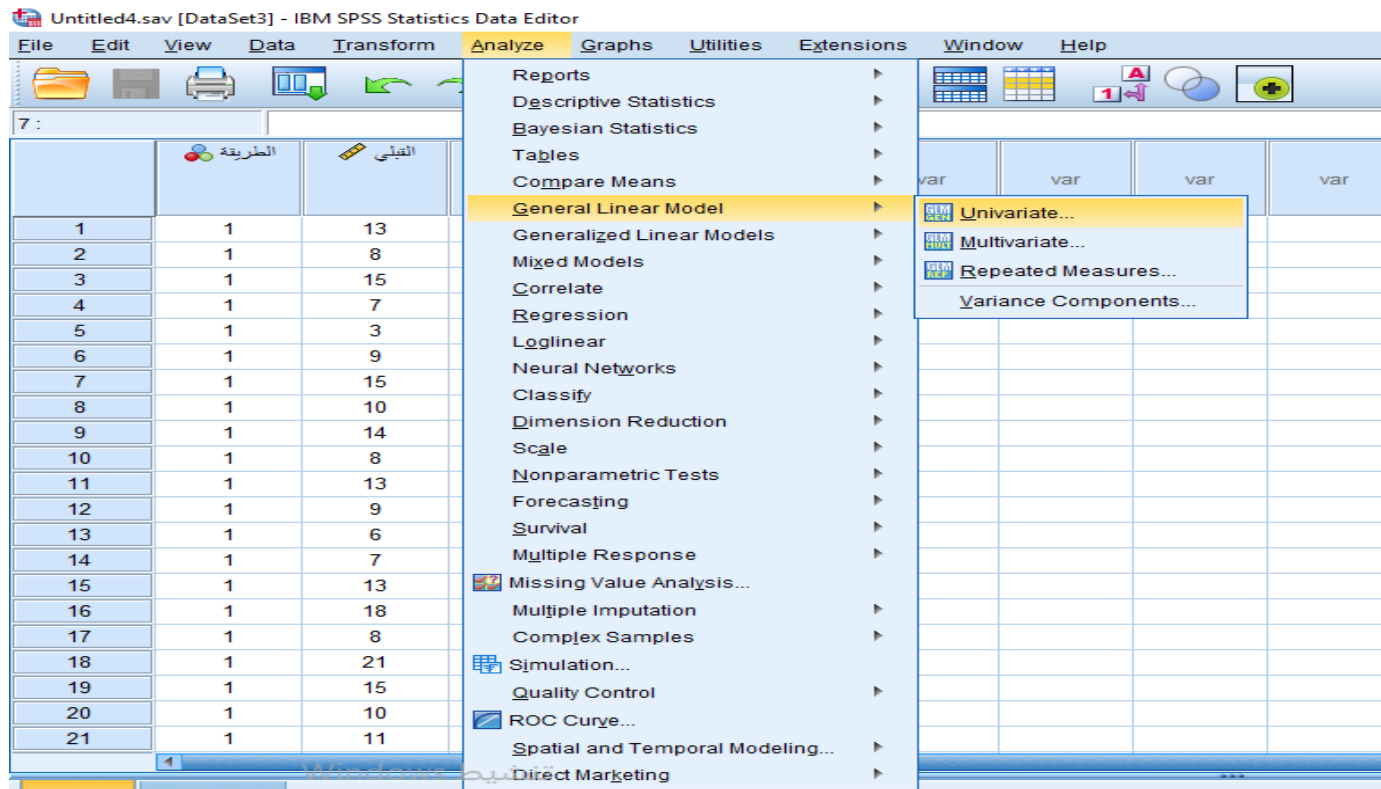 Untitled4.sav [DataSet3] - IBM SPSS Statistics Data Editor
File Edit View Data Transform Analyze Graphs Utilities Extensions Window Help
7 :
الطريقة القبلي var var var var
1 1 13
2 1 8
3 1 15
4 1 7
5 1 3
6 1 9
7 1 15
8 1 10
9 1 14
10 1 8
11 1 13
12 1 9
13 1 6
14 1 7
15 1 13
16 1 18
17 1 8
18 1 21
19 1 15
20 1 10
21 1 11
Reports
Descriptive Statistics
Bayesian Statistics
Tables
Compare Means
General Linear Model
Generalized Linear Models
Mixed Models
Correlate
Regression
Loglinear
Neural Networks
Classify
Dimension Reduction
Scale
Nonparametric Tests
Forecasting
Survival
Multiple Response
Missing Value Analysis...
Multiple Imputation
Complex Samples
Simulation...
Quality Control
ROC Curve...
Spatial and Temporal Modeling...
Direct Marketing
Univariate...
Multivariate...
Repeated Measures...
Variance Components...
تنشيط Windows